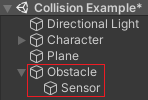 Collision Example*
Directional Light
Character
Plane
Obstacle
Sensor